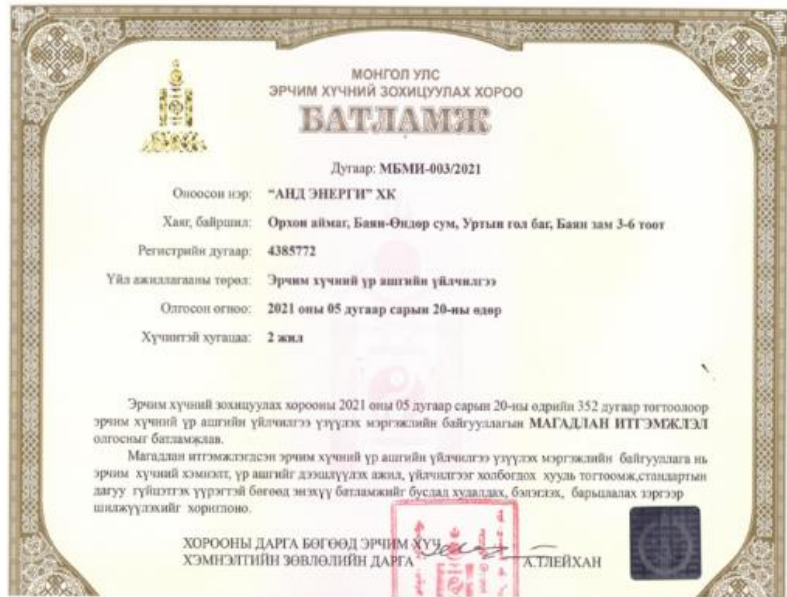 МОНГОЛ УЛС
ЭРЧИМ ХҮЧНИЙ ЗОХИЦУУЛАХ ХОРОО
БАТЛАМЖ
Дугаар: МБМИ-003/2021
Оноосон нэр: "АНД ЭНЕРГИ" ХК
Хаяг, байршил: Орхон аймаг, Баян-Өндөр сум, Уртын гол баг, Баян зам 3-6 тоот
Регистрийн дугаар: 4385772
Үйл ажиллагааны төрөл: Эрчим хүчний үр ашгийн үйлчилгээ
Олгосон огноо: 2021 оны 05 дугаар сарын 20-ны өдөр
Хүчинтэй хугацаа: 2 жил
Эрчим хүчний зохицуулах хорооны 2021 оны 05 дугаар сарын 20-ны өдрийн 352 дугаар тогтоолоор
эрчим хүчний үр ашгийн үйлчилгээ үзүүлэх мэргэжлийн байгууллагын МАГАДЛАН ИТГЭМЖЛЭЛ
олгосныг батламжлав.
Магадлан итгэмжлэгдсэн эрчим хүчний үр ашгийн үйлчилгээ үзүүлэх мэргэжлийн байгууллага нь
эрчим хүчний хэмнэлт, үр ашгийг дээшлүүлэх ажил, үйлчилгээг холбогдох хууль тогтоомж,стандартын
дагуу гүйцэтгэх үүрэгтэй бөгөөд энэхүү батламжийг бусдад худалдах, бэлэглэх, барьцаалах зэргээр
шилжүүлэхийг хориглоно.
ХОРООНЫ ДАРГА БӨГӨӨД ЭРЧИМ ХҮЧ
ХЭМНЭЛТИЙН ЗӨВЛӨЛИЙН ДАРГА А.ТЛЕЙХАН